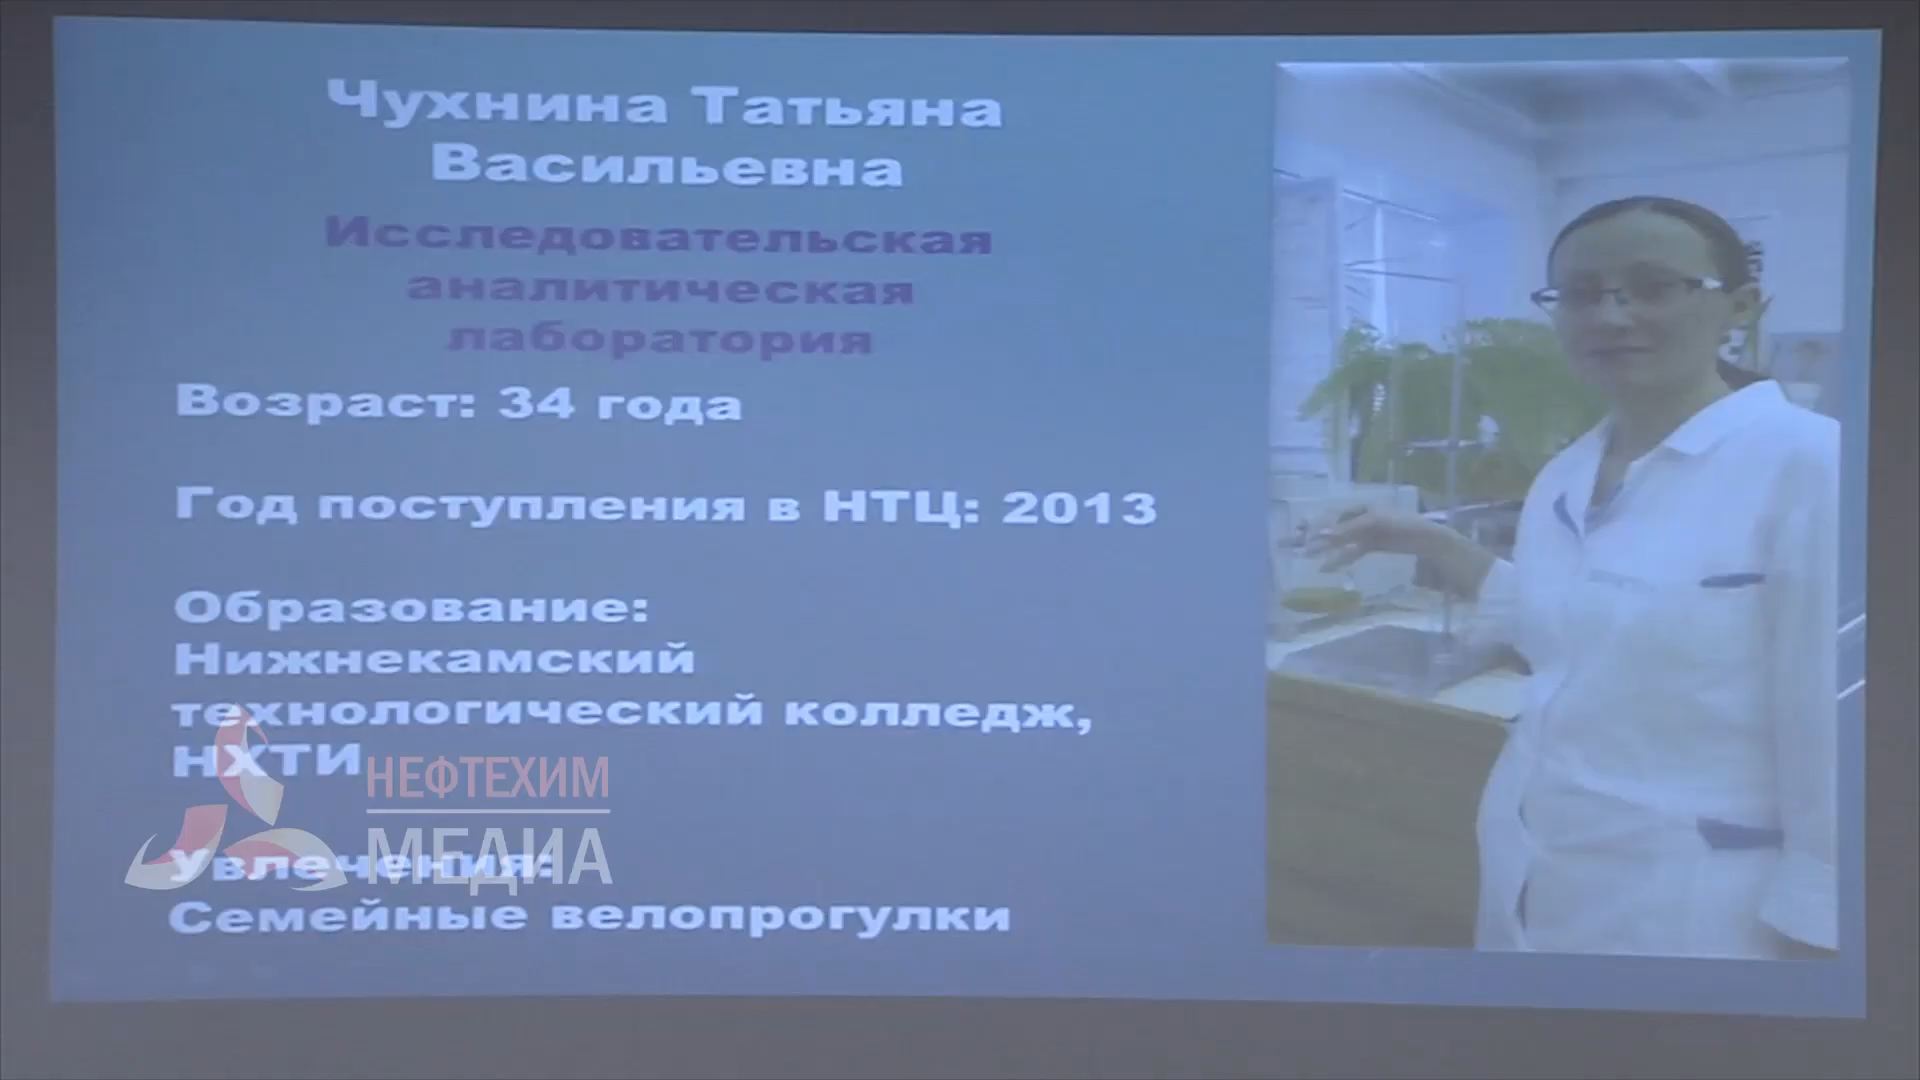 Чухнина Татьяна
Васильевна
Исследовательская
аналитическая
лаборатория
Возраст: 34 года
Год поступления в НТЦ: 2013
Образование:
Нижнекамский
технологический колледж,
НХТИ
НЕФТЕХИМ
МЕДИА
Увлечения:
Семейные велопрогулки